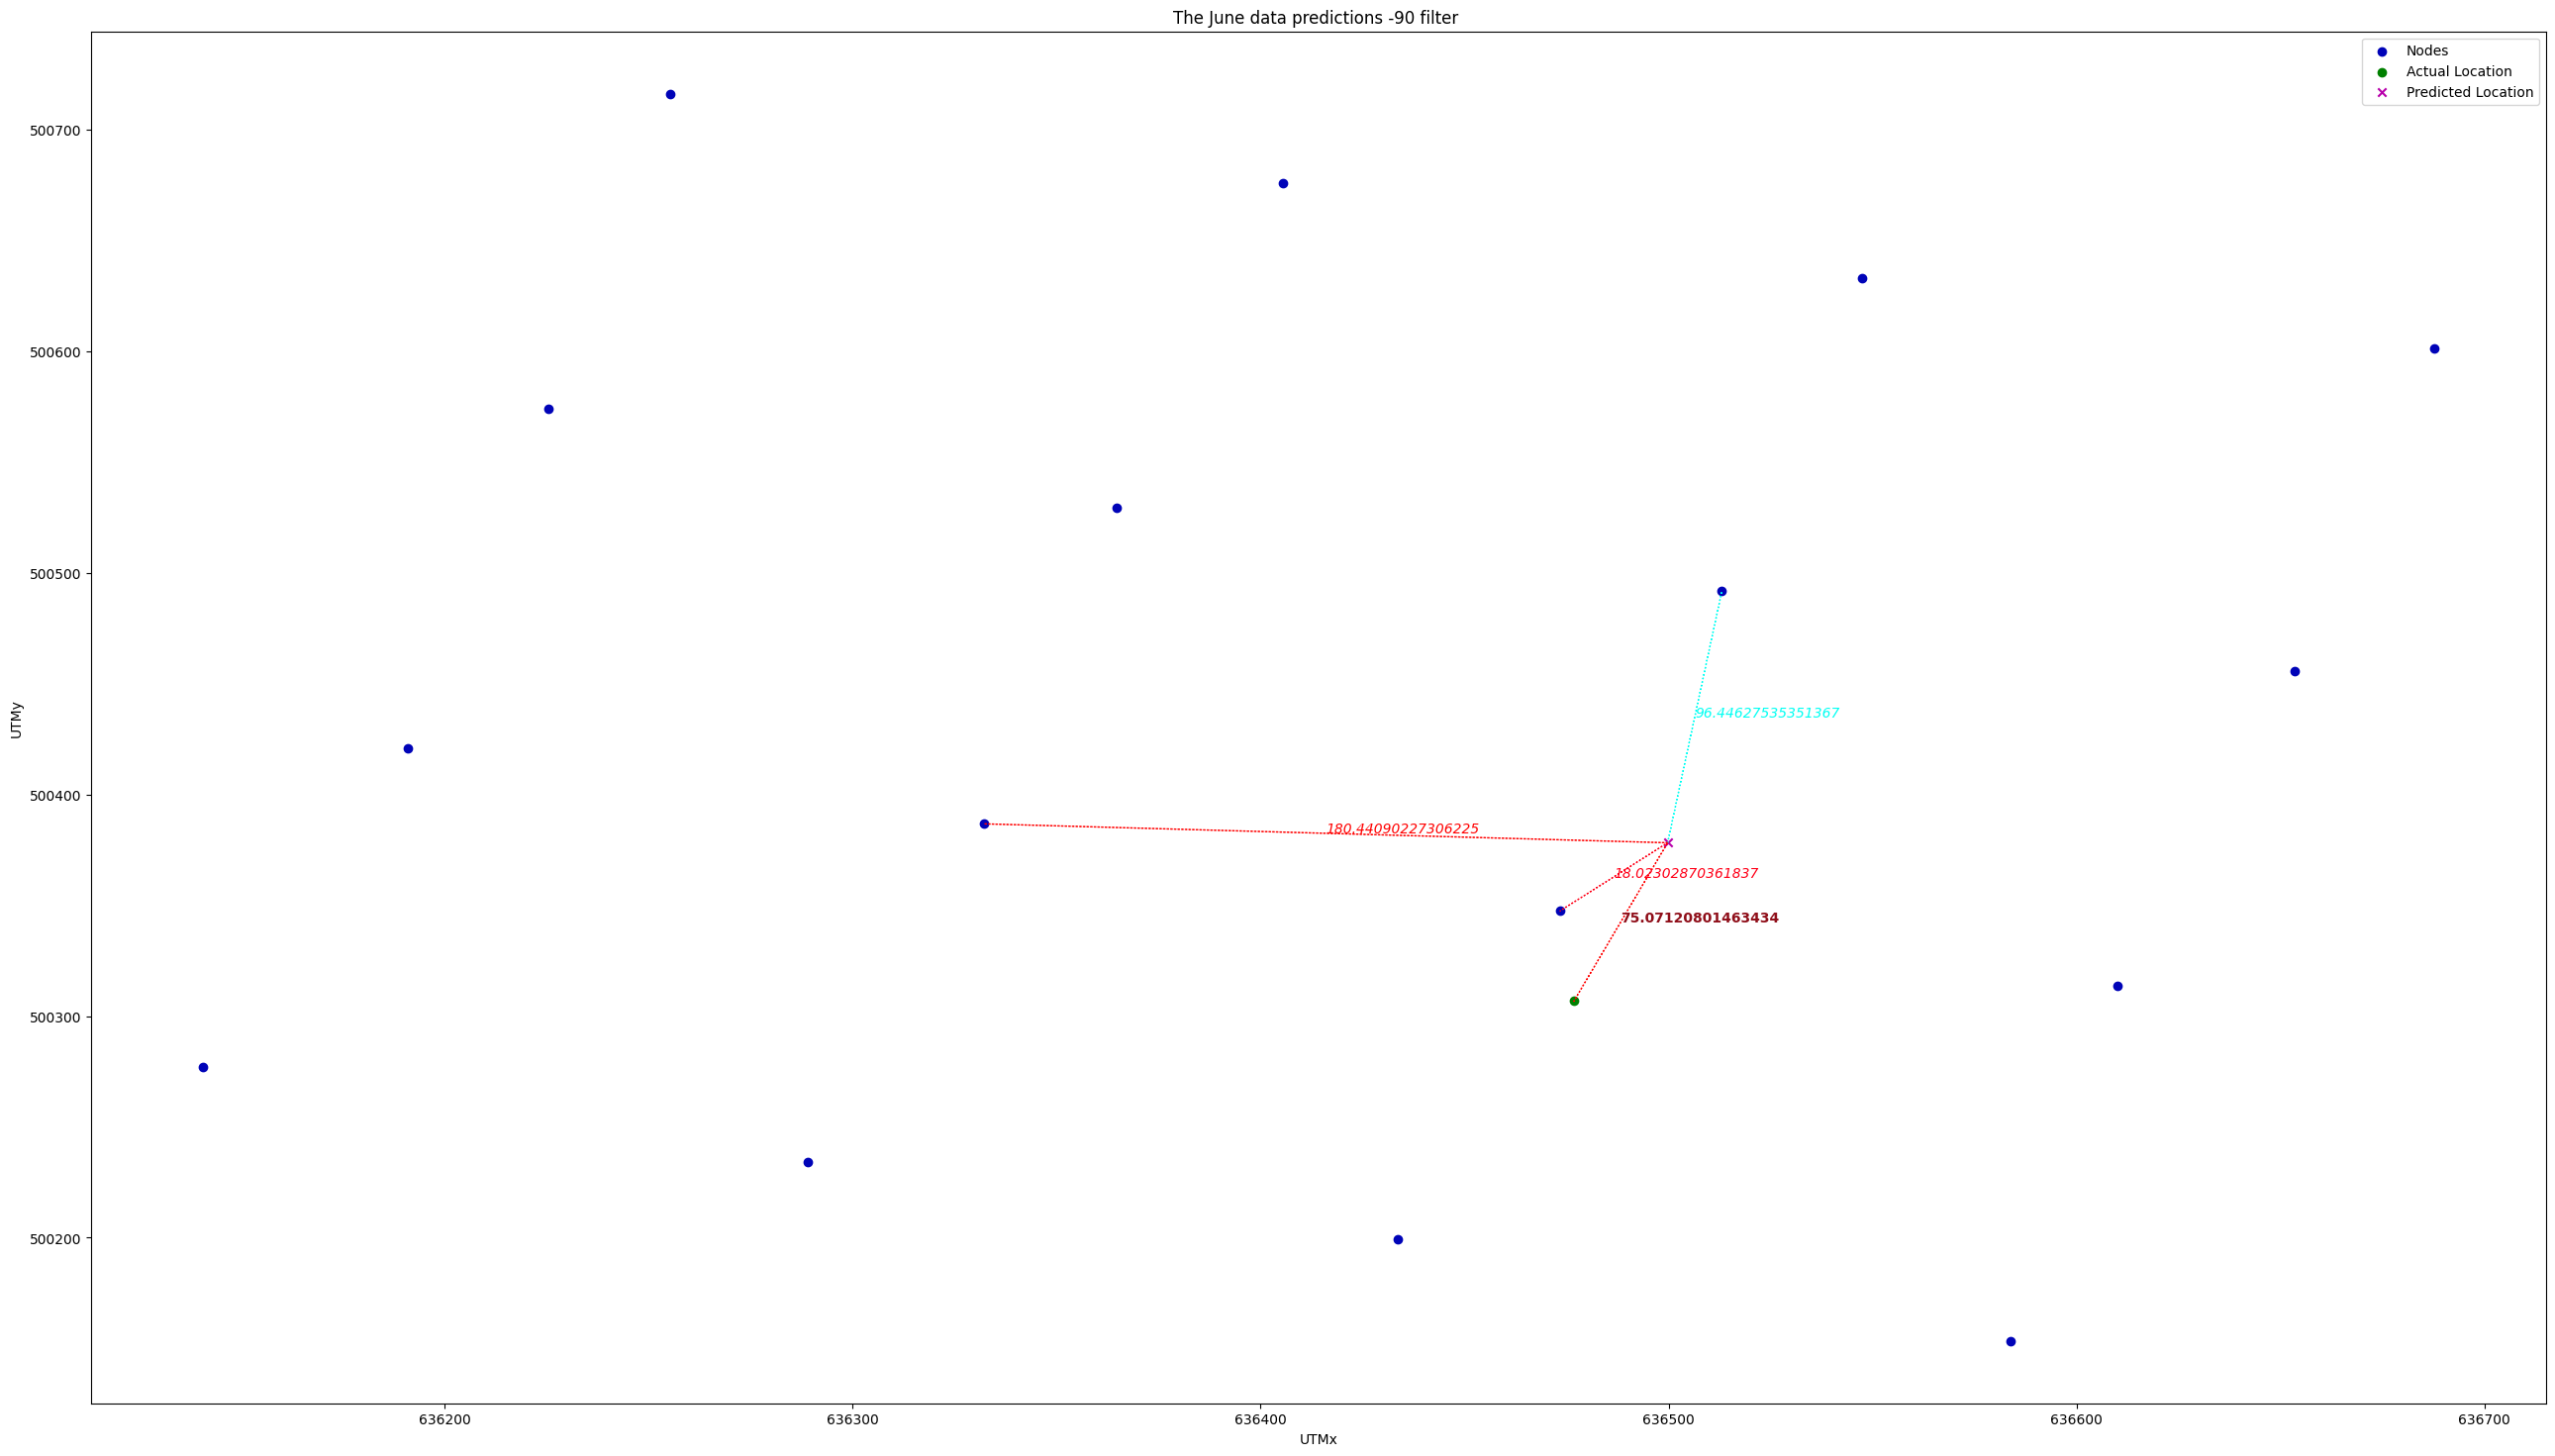 The June data predictions -90 filter
Nodes
Actual Location
Predicted Location
500700
500600
500500
500400
500300
500200
UTMy
96.44627535351367
180.44090227306225
18.02302870361837
75.07120801463434
636200
636300
636400
636500
636600
636700
UTMx